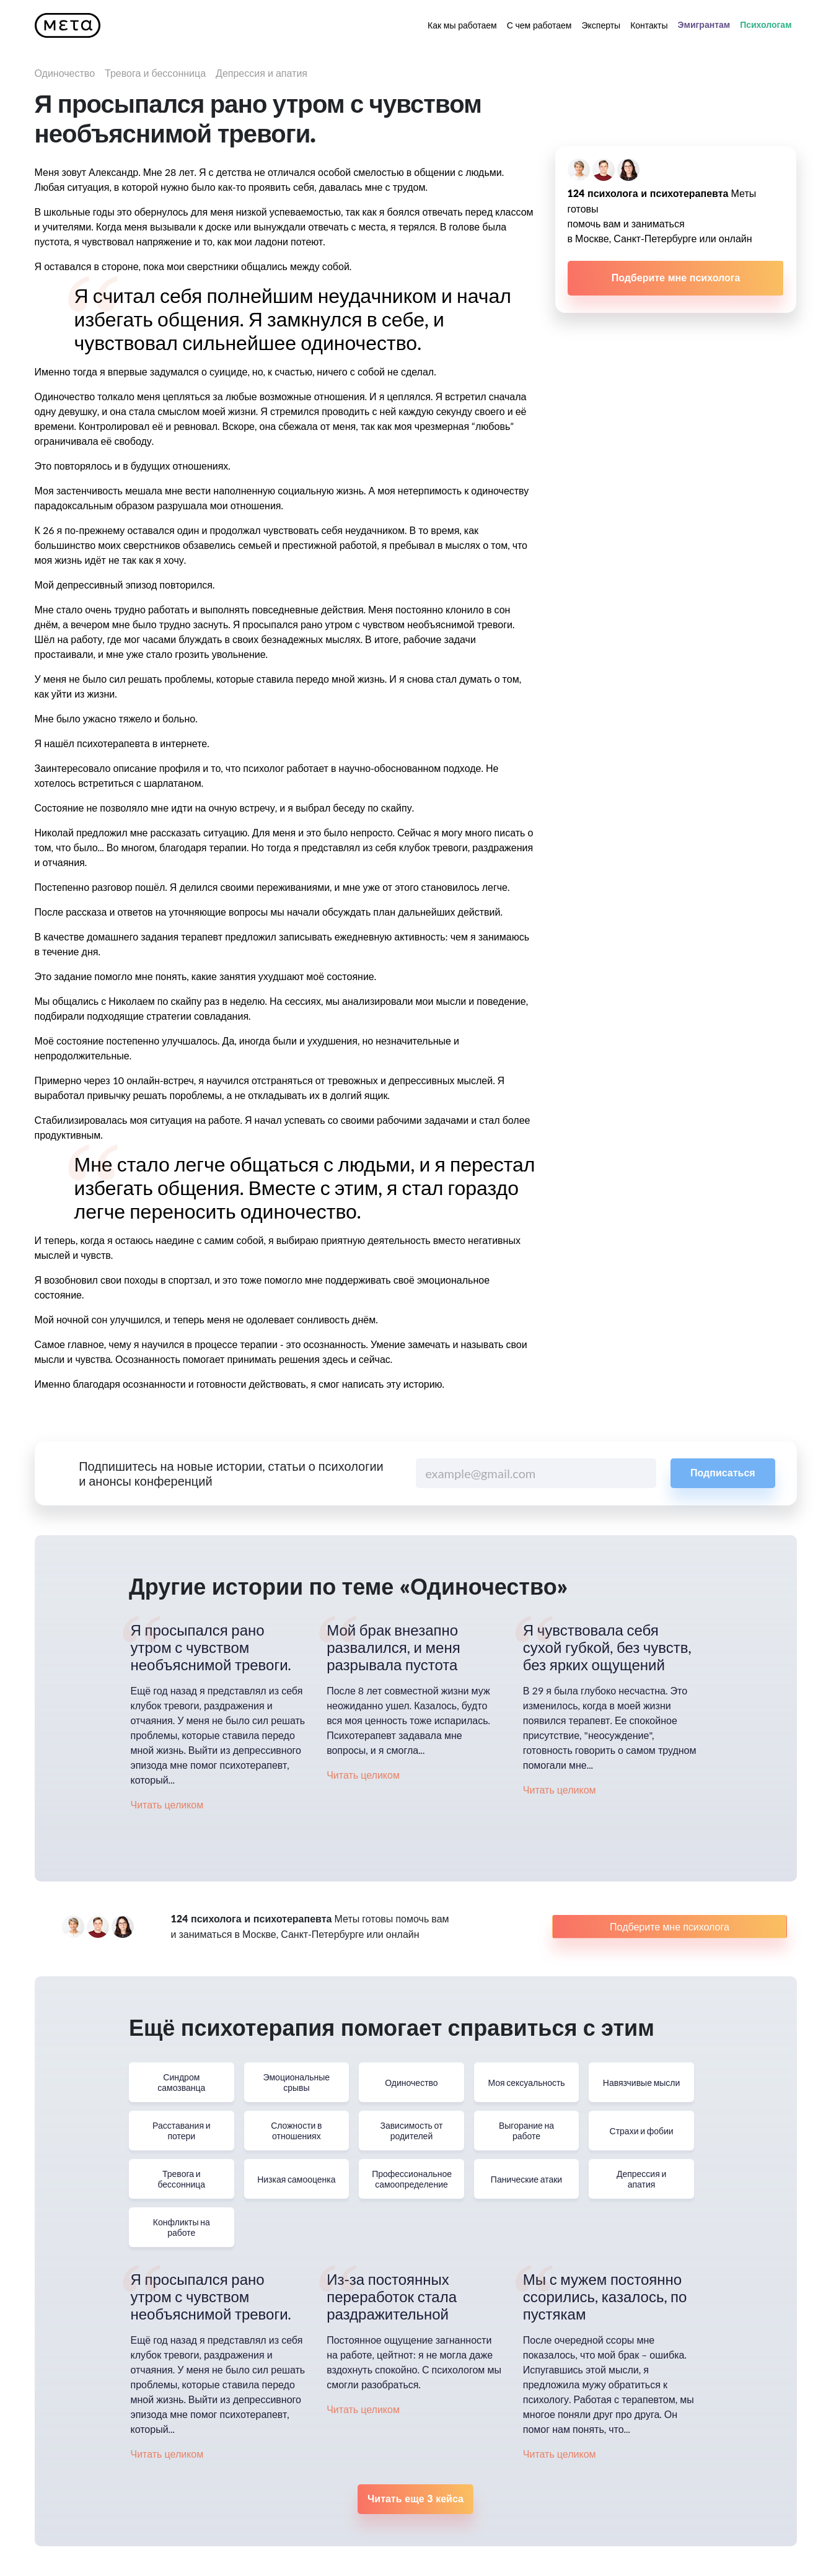 мета
Как мы работаем С чем работаем Эксперты Контакты Эмигрантам Психологам
Одиночество Тревога и бессонница Депрессия и апатия
Я просыпался рано утром с чувством
необъяснимой тревоги.
Меня зовут Александр. Мне 28 лет. Я с детства не отличался особой смелостью в общении с людьми.
Любая ситуация, в которой нужно было как-то проявить себя, давалась мне с трудом.
В школьные годы это обернулось для меня низкой успеваемостью, так как я боялся отвечать перед классом
и учителями. Когда меня вызывали к доске или вынуждали отвечать с места, я терялся. В голове была
пустота, я чувствовал напряжение и то, как мои ладони потеют.
Я оставался в стороне, пока мои сверстники общались между собой.
Я считал себя полнейшим неудачником и начал
избегать общения. Я замкнулся в себе, и
чувствовал сильнейшее одиночество.
Именно тогда я впервые задумался о суициде, но, к счастью, ничего с собой не сделал.
Одиночество толкало меня цепляться за любые возможные отношения. И я цеплялся. Я встретил сначала
одну девушку, и она стала смыслом моей жизни. Я стремился проводить с ней каждую секунду своего и её
времени. Контролировал её и ревновал. Вскоре, она сбежала от меня, так как моя чрезмерная "любовь"
ограничивала её свободу.
Это повторялось и в будущих отношениях.
Моя застенчивость мешала мне вести наполненную социальную жизнь. А моя нетерпимость к одиночеству
парадоксальным образом разрушала мои отношения.
К 26 я по-прежнему оставался один и продолжал чувствовать себя неудачником. В то время, как
большинство моих сверстников обзавелись семьей и престижной работой, я пребывал в мыслях о том, что
моя жизнь идёт не так как я хочу.
Мой депрессивный эпизод повторился.
Мне стало очень трудно работать и выполнять повседневные действия. Меня постоянно клонило в сон
днём, а вечером мне было трудно заснуть. Я просыпался рано утром с чувством необъяснимой тревоги.
Шёл на работу, где мог часами блуждать в своих безнадежных мыслях. В итоге, рабочие задачи
простаивали, и мне уже стало грозить увольнение.
У меня не было сил решать проблемы, которые ставила передо мной жизнь. И я снова стал думать о том,
как уйти из жизни.
Мне было ужасно тяжело и больно.
Я нашёл психотерапевта в интернете.
Заинтересовало описание профиля и то, что психолог работает в научно-обоснованном подходе. Не
хотелось встретиться с шарлатаном.
Состояние не позволяло мне идти на очную встречу, и я выбрал беседу по скайпу.
Николай предложил мне рассказать ситуацию. Для меня и это было непросто. Сейчас я могу много писать о
том, что было... Во многом, благодаря терапии. Но тогда я представлял из себя клубок тревоги, раздражения
и отчаяния.
Постепенно разговор пошёл. Я делился своими переживаниями, и мне уже от этого становилось легче.
После рассказа и ответов на уточняющие вопросы мы начали обсуждать план дальнейших действий.
В качестве домашнего задания терапевт предложил записывать ежедневную активность: чем я занимаюсь
в течение дня.
Это задание помогло мне понять, какие занятия ухудшают моё состояние.
Мы общались с Николаем по скайпу раз в неделю. На сессиях, мы анализировали мои мысли и поведение,
подбирали подходящие стратегии совладания.
Моё состояние постепенно улучшалось. Да, иногда были и ухудшения, но незначительные и
непродолжительные.
Примерно через 10 онлайн-встреч, я научился отстраняться от тревожных и депрессивных мыслей. Я
выработал привычку решать пороблемы, а не откладывать их в долгий ящик.
Стабилизировалась моя ситуация на работе. Я начал успевать со своими рабочими задачами и стал более
продуктивным.
Мне стало легче общаться с людьми, и я перестал
избегать общения. Вместе с этим, я стал гораздо
легче переносить одиночество.
И теперь, когда я остаюсь наедине с самим собой, я выбираю приятную деятельность вместо негативных
мыслей и чувств.
Я возобновил свои походы в спортзал, и это тоже помогло мне поддерживать своё эмоциональное
состояние.
Мой ночной сон улучшился, и теперь меня не одолевает сонливость днём.
Самое главное, чему я научился в процессе терапии - это осознанность. Умение замечать и называть свои
мысли и чувства. Осознанность помогает принимать решения здесь и сейчас.
Именно благодаря осознанности и готовности действовать, я смог написать эту историю.
124 психолога и психотерапевта Меты
готовы
помочь вам и заниматься
в Москве, Санкт-Петербурге или онлайн
Подберите мне психолога
Подпишитесь на новые истории, статьи о психологии
и анонсы конференций
example@gmail.com
Подписаться
Другие истории по теме «Одиночество»
Я просыпался рано
утром с чувством
необъяснимой тревоги.
Ещё год назад я представлял из себя
клубок тревоги, раздражения и
отчаяния. У меня не было сил решать
проблемы, которые ставила передо
мной жизнь. Выйти из депрессивного
эпизода мне помог психотерапевт,
который...
Читать целиком
Мой брак внезапно
развалился, и меня
разрывала пустота
После 8 лет совместной жизни муж
неожиданно ушел. Казалось, будто
вся моя ценность тоже испарилась.
Психотерапевт задавала мне
вопросы, и я смогла...
Читать целиком
Я чувствовала себя
сухой губкой, без чувств,
без ярких ощущений
В 29 я была глубоко несчастна. Это
изменилось, когда в моей жизни
появился терапевт. Ее спокойное
присутствие, "неосуждение",
готовность говорить о самом трудном
помогали мне...
Читать целиком
124 психолога и психотерапевта Меты готовы помочь вам
и заниматься в Москве, Санкт-Петербурге или онлайн
Подберите мне психолога
Ещё психотерапия помогает справиться с этим
Синдром
самозванца
Эмоциональные
срывы
Одиночество
Моя сексуальность
Навязчивые мысли
Расставания и
потери
Сложности в
отношениях
Зависимость от
родителей
Выгорание на
работе
Страхи и фобии
Тревога и
бессонница
Низкая самооценка
Профессиональное
самоопределение
Панические атаки
Депрессия и
апатия
Конфликты на
работе
Я просыпался рано
утром с чувством
необъяснимой тревоги.
Ещё год назад я представлял из себя
клубок тревоги, раздражения и
отчаяния. У меня не было сил решать
проблемы, которые ставила передо
мной жизнь. Выйти из депрессивного
эпизода мне помог психотерапевт,
который...
Читать целиком
Из-за постоянных
переработок стала
раздражительной
Постоянное ощущение загнанности
на работе, цейтнот: я не могла даже
вздохнуть спокойно. С психологом мы
смогли разобраться.
Читать целиком
Мы с мужем постоянно
ссорились, казалось, по
пустякам
После очередной ссоры мне
показалось, что мой брак – ошибка.
Испугавшись этой мысли, я
предложила мужу обратиться к
психологу. Работая с терапевтом, мы
многое поняли друг про друга. Он
помог нам понять, что...
Читать целиком
Читать еще 3 кейса